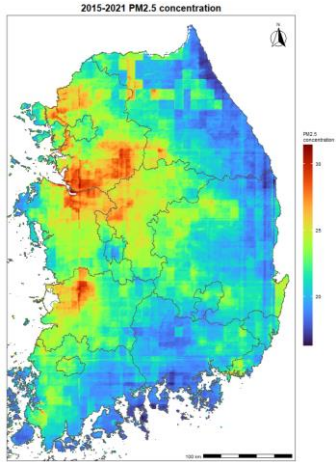 2015-2021 PM2.5 concentration
N
PM2.5
concentration
30
25
20
100 km